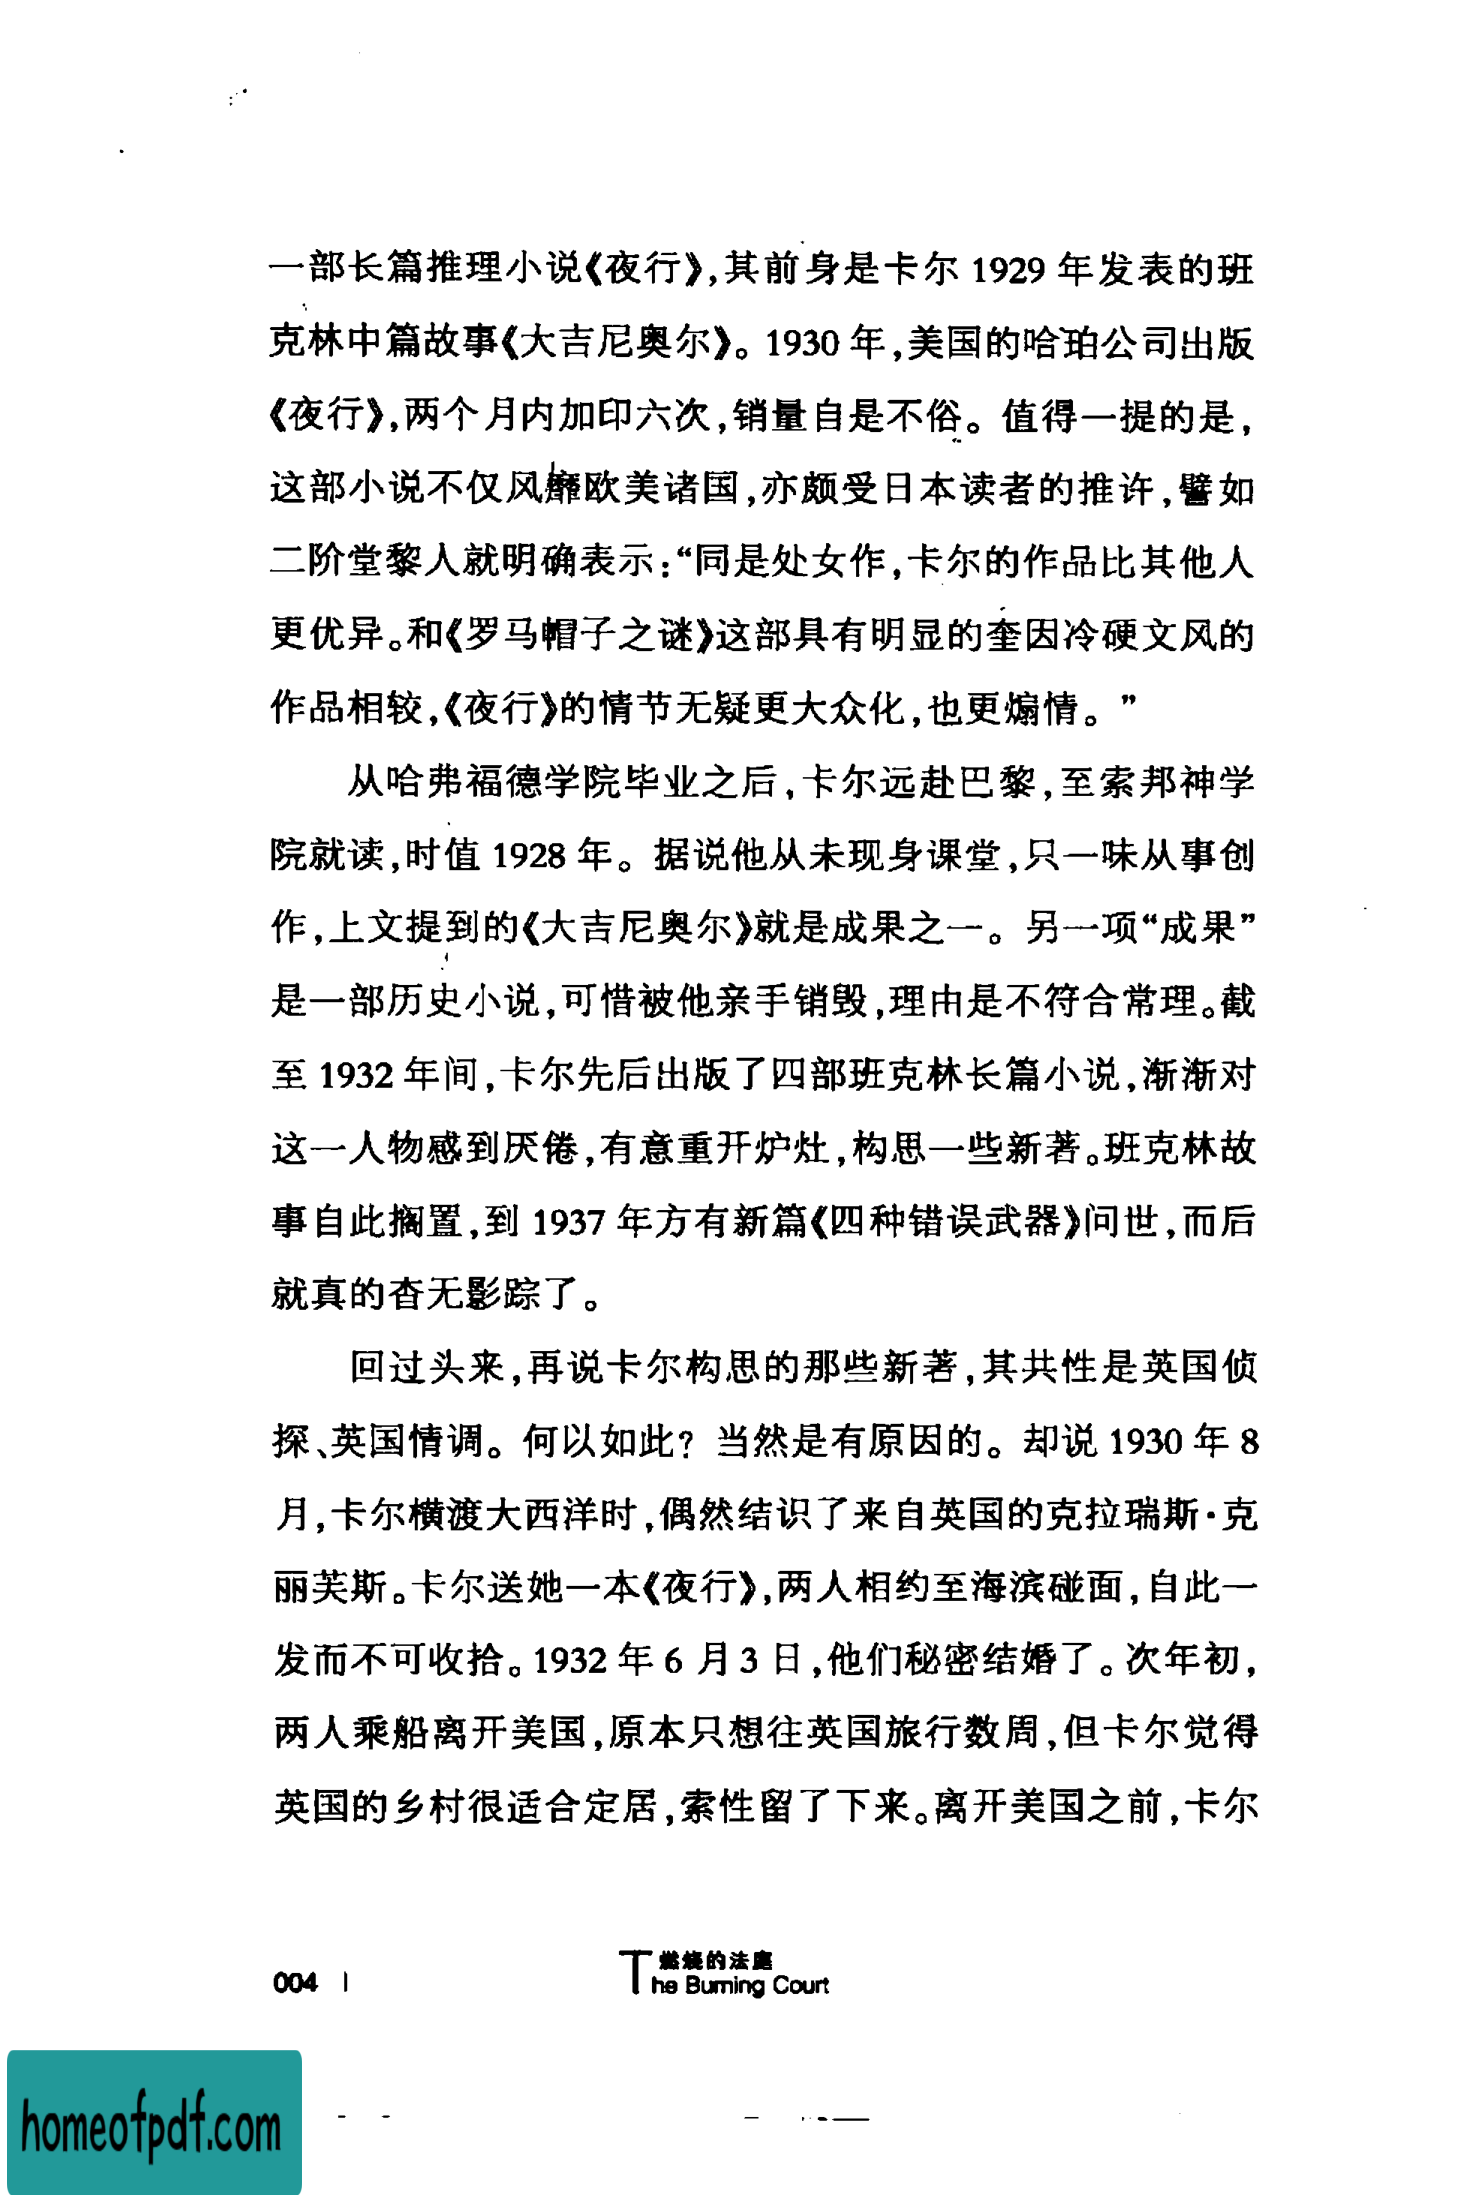 一部长篇推理小说《夜行》，其前身是卡尔 1929 年发表的班
克林中篇故事《大吉尼奥尔》。1930 年，美国的哈珀公司出版
《夜行》，两个月内加印六次，销量自是不俗。值得一提的是，
这部小说不仅风靡欧美诸国，亦颇受日本读者的推许，譬如
二阶堂黎人就明确表示：“同是处女作，卡尔的作品比其他人
更优异。和《罗马帽子之谜》这部具有明显的奎因冷硬文风的
作品相较，《夜行》的情节无疑更大众化，也更煽情。”
从哈弗福德学院毕业之后，卡尔远赴巴黎，至索邦神学
院就读，时值 1928 年。据说他从未现身课堂，只一味从事创
作，上文提到的《大吉尼奥尔》就是成果之一。另一项“成果”
是一部历史小说，可惜被他亲手销毁，理由是不符合常理。截
至 1932 年间，卡尔先后出版了四部班克林长篇小说，渐渐对
这一人物感到厌倦，有意重开炉灶，构思一些新著。班克林故
事自此搁置，到 1937 年方有新篇《四种错误武器》问世，而后
就真的杳无影踪了。
回过头来，再说卡尔构思的那些新著，其共性是英国侦
探、英国情调。何以如此？当然是有原因的。却说 1930 年 8
月，卡尔横渡大西洋时，偶然结识了来自英国的克拉瑞斯·克
丽芙斯。卡尔送她一本《夜行》，两人相约至海滨碰面，自此一
发而不可收拾。1932 年 6 月 3 日，他们秘密结婚了。次年初，
两人乘船离开美国，原本只想往英国旅行数周，但卡尔觉得
英国的乡村很适合定居，索性留了下来。离开美国之前，卡尔
004 |
燃烧的法庭
The Burning Court
homeofpdf.com